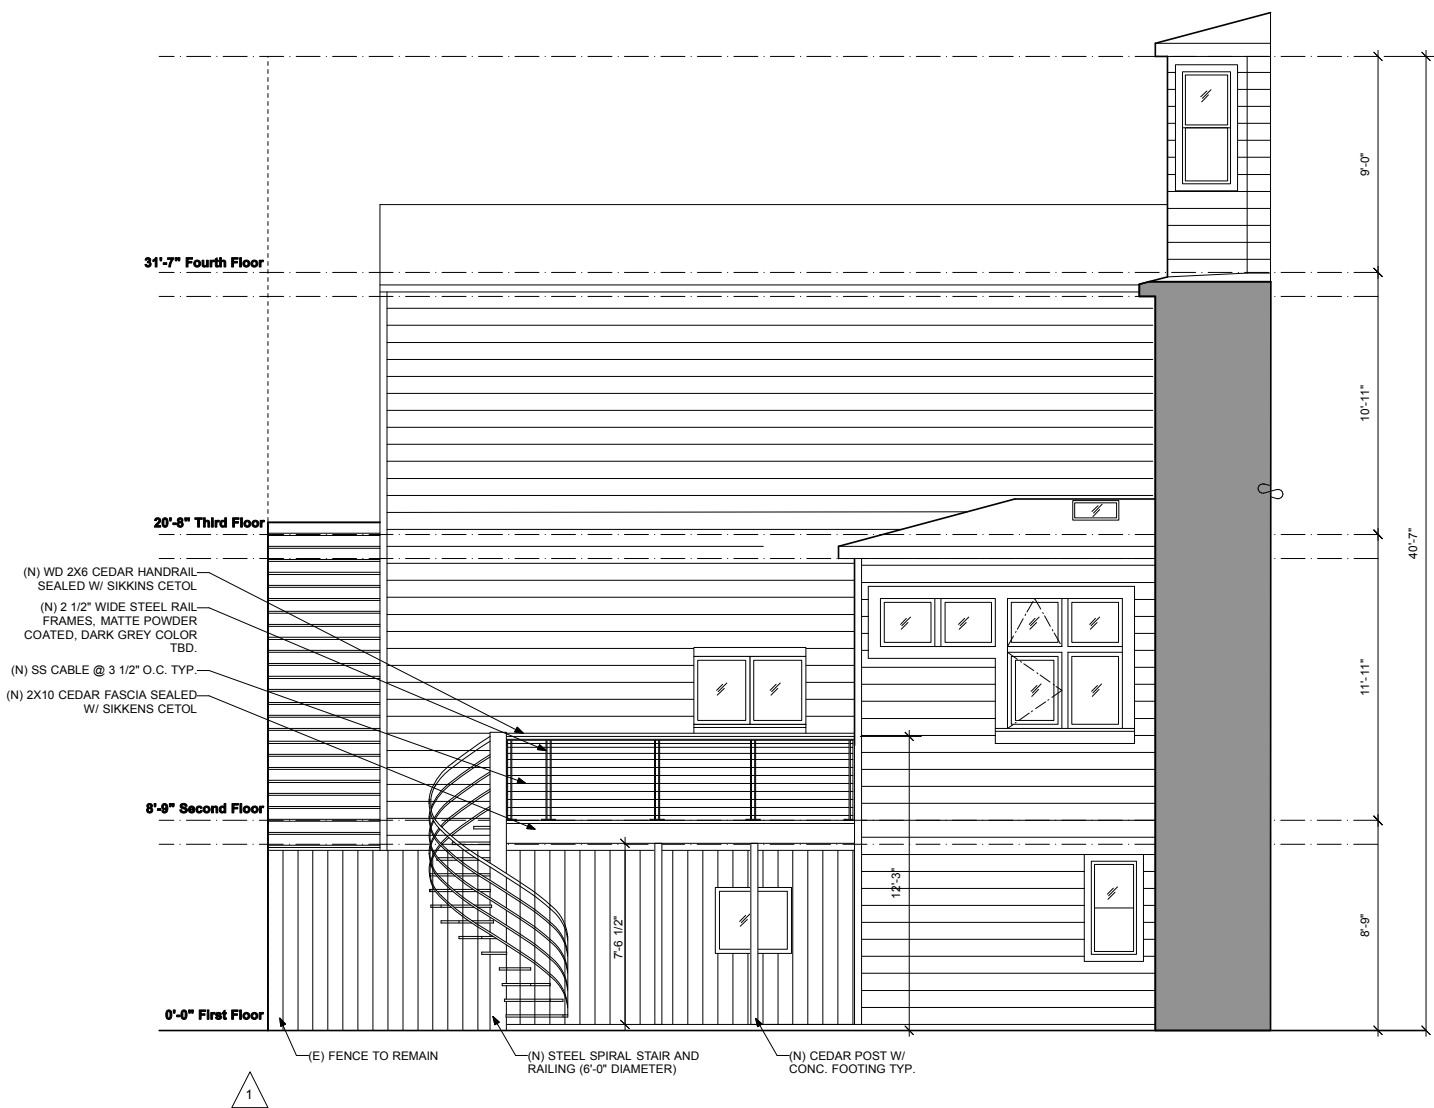 9'-0"
31'-7" Fourth Floor
10'-11"
20'-8" Third Floor
40'-7"
(N) WD 2X6 CEDAR HANDRAIL
SEALED W/ SIKKINS CETOL
(N) 2 1/2" WIDE STEEL RAIL
FRAMES, MATTE POWDER
COATED, DARK GREY COLOR
TBD.
(N) SS CABLE @ 3 1/2" O.C. TYP.
(N) 2X10 CEDAR FASCIA SEALED
W/ SIKKENS CETOL
11'-11"
8'-9" Second Floor
12'-3"
7'-6 1/2"
8'-9"
0'-0" First Floor
(E) FENCE TO REMAIN
(N) STEEL SPIRAL STAIR AND
RAILING (6'-0" DIAMETER)
(N) CEDAR POST W/
CONC. FOOTING TYP.
1